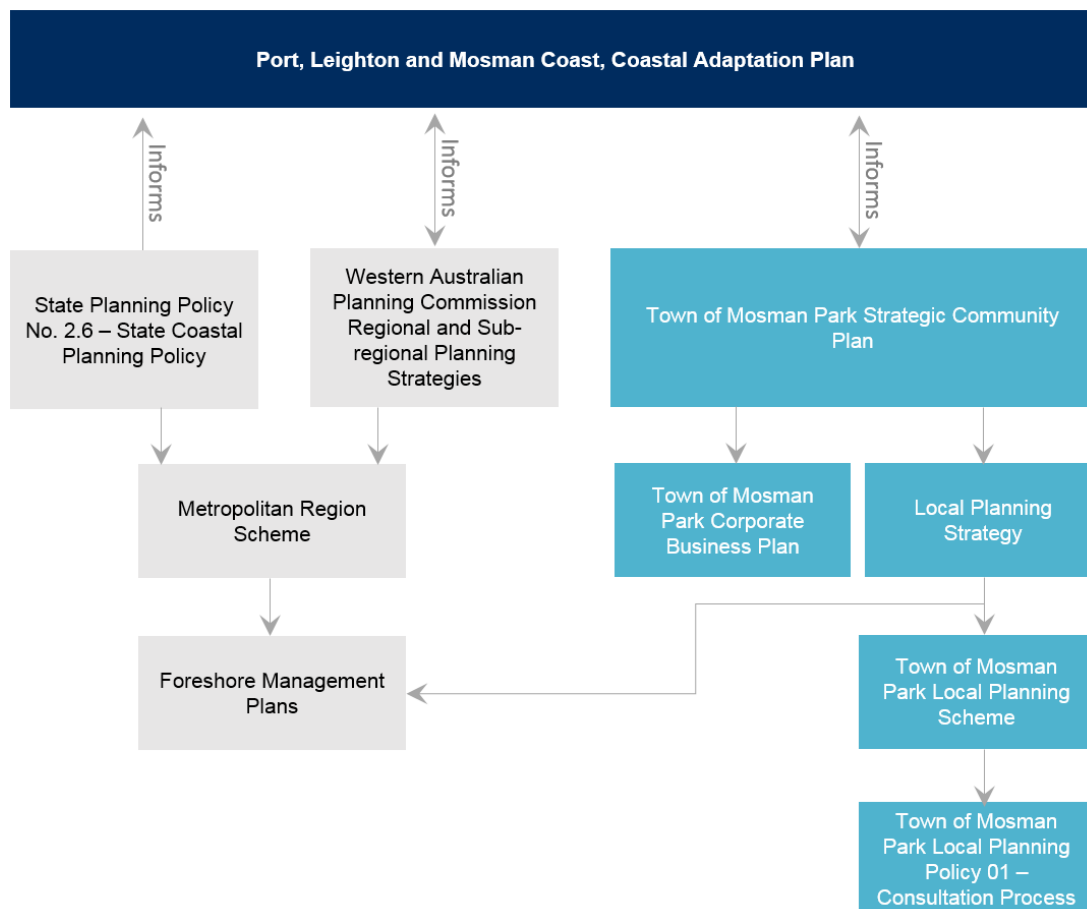 Port, Leighton and Mosman Coast, Coastal Adaptation Plan
Informs
Informs
Informs
State Planning Policy
No. 2.6 – State Coastal
Planning Policy
Western Australian
Planning Commission
Regional and Sub-
regional Planning
Strategies
Town of Mosman Park Strategic Community
Plan
Metropolitan Region
Scheme
Town of Mosman
Park Corporate
Business Plan
Local Planning
Strategy
Foreshore Management
Plans
Town of Mosman
Park Local Planning
Scheme
Town of Mosman
Park Local Planning
Policy 01 –
Consultation Process